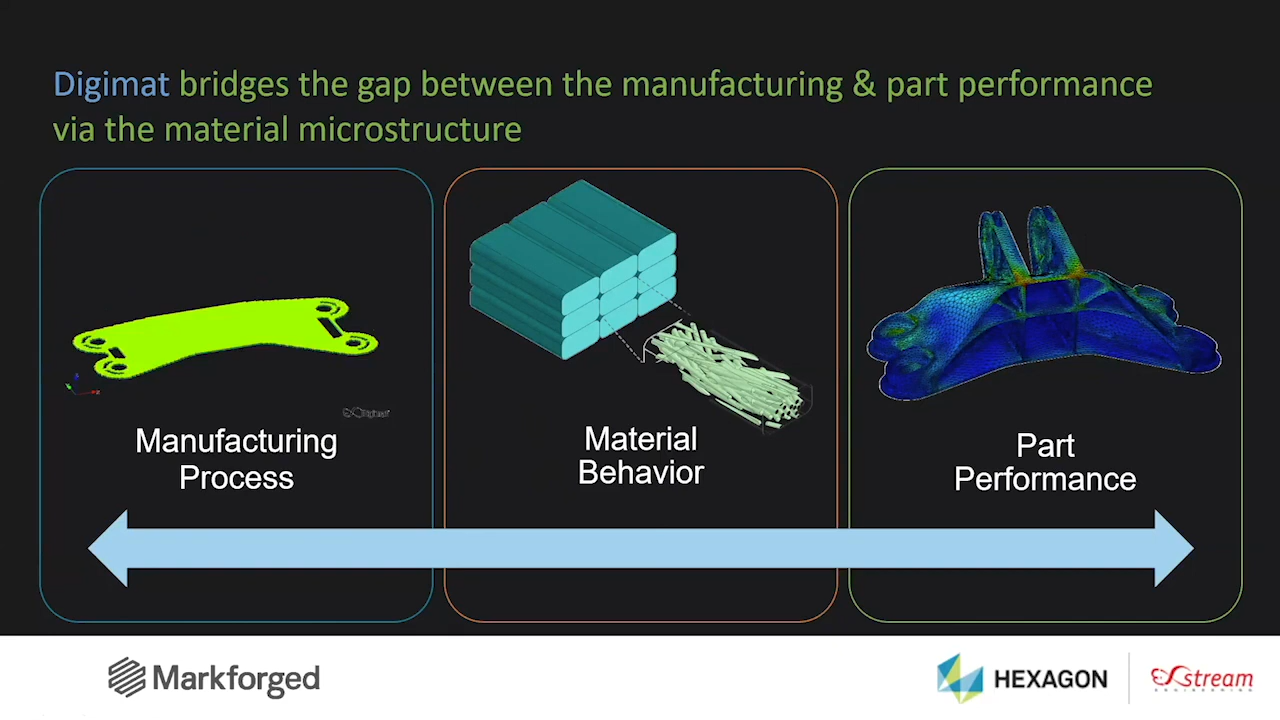 Digimat bridges the gap between the manufacturing & part performance
via the material microstructure
Manufacturing
Process
Material
Behavior
Part
Performance
Markforged
HEXAGON
eXstream
ENGINEERING